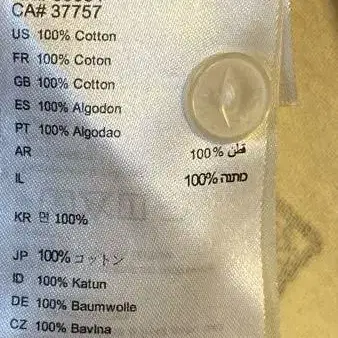 CA# 37757
US 100% Cotton
FR 100% Coton
GB 100% Cotton
ES 100% Algodon
PT 100% Algodao
AR 100% قطن
IL 100% כותנה
KR 면 100%
JP 100% コットン
ID 100% Katun
DE 100% Baumwolle
CZ 100% Bavlna